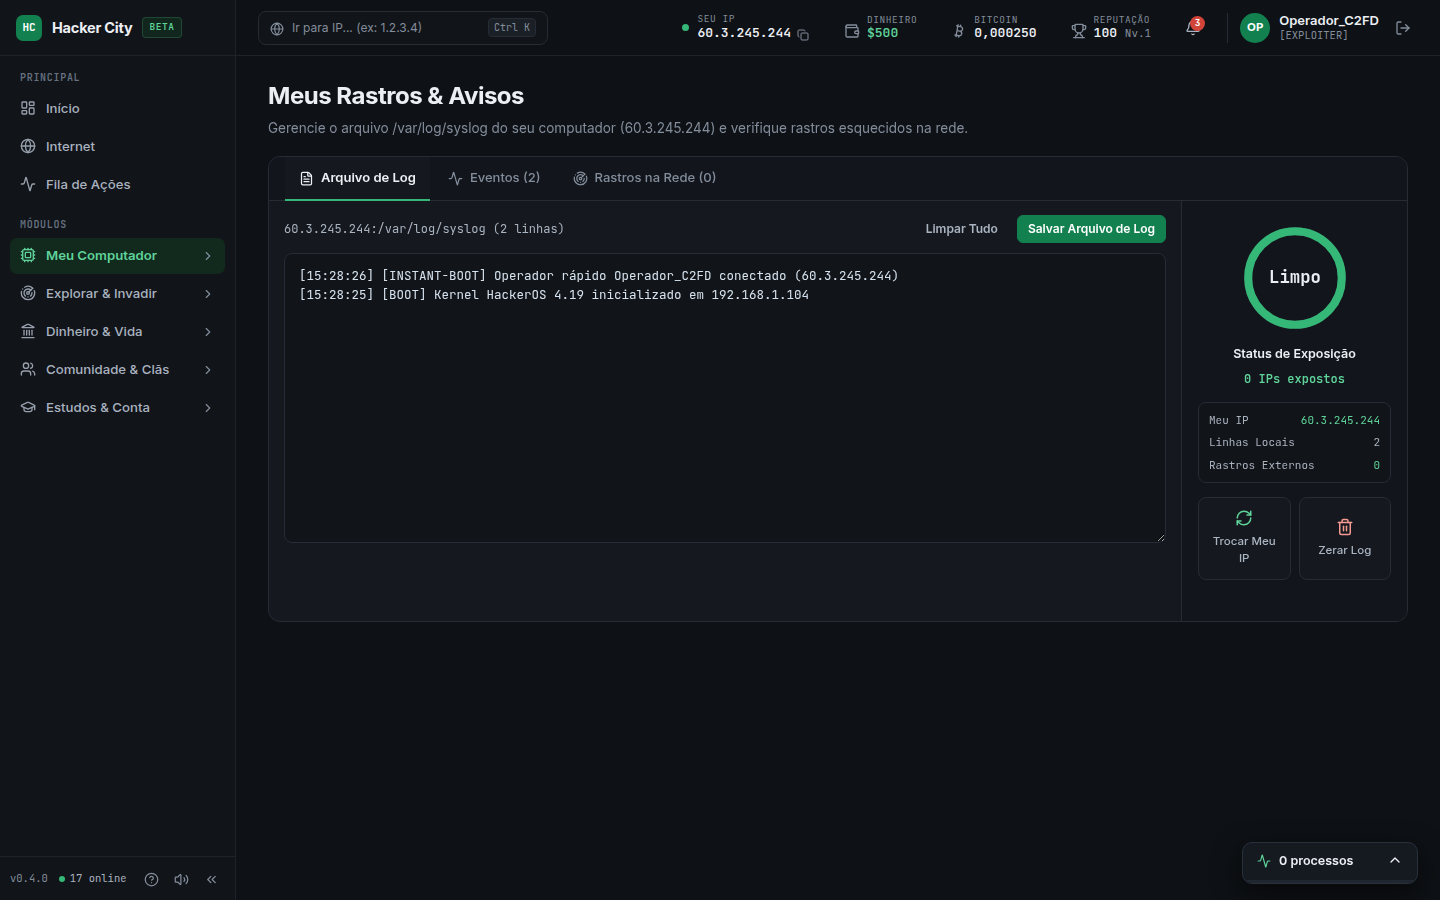 HC Hacker City BETA
Ir para IP... (ex: 1.2.3.4) Ctrl K
SEU IP
60.3.245.244
DINHEIRO
$500
BITCOIN
0,000250
REPUTAÇÃO
100 Nv.1
3
OP
Operador_C2FD
[EXPLOITER]
PRINCIPAL
Início
Internet
Fila de Ações
MÓDULOS
Meu Computador
Explorar & Invadir
Dinheiro & Vida
Comunidade & Clãs
Estudos & Conta
v0.4.0 17 online
Meus Rastros & Avisos
Gerencie o arquivo /var/log/syslog do seu computador (60.3.245.244) e verifique rastros esquecidos na rede.
Arquivo de Log Eventos (2) Rastros na Rede (0)
60.3.245.244:/var/log/syslog (2 linhas) Limpar Tudo Salvar Arquivo de Log
[15:28:26] [INSTANT-BOOT] Operador rápido Operador_C2FD conectado (60.3.245.244)
[15:28:25] [BOOT] Kernel HackerOS 4.19 inicializado em 192.168.1.104
Limpo
Status de Exposição
0 IPs expostos
Meu IP 60.3.245.244
Linhas Locais 2
Rastros Externos 0
Trocar Meu
IP
Zerar Log
0 processos